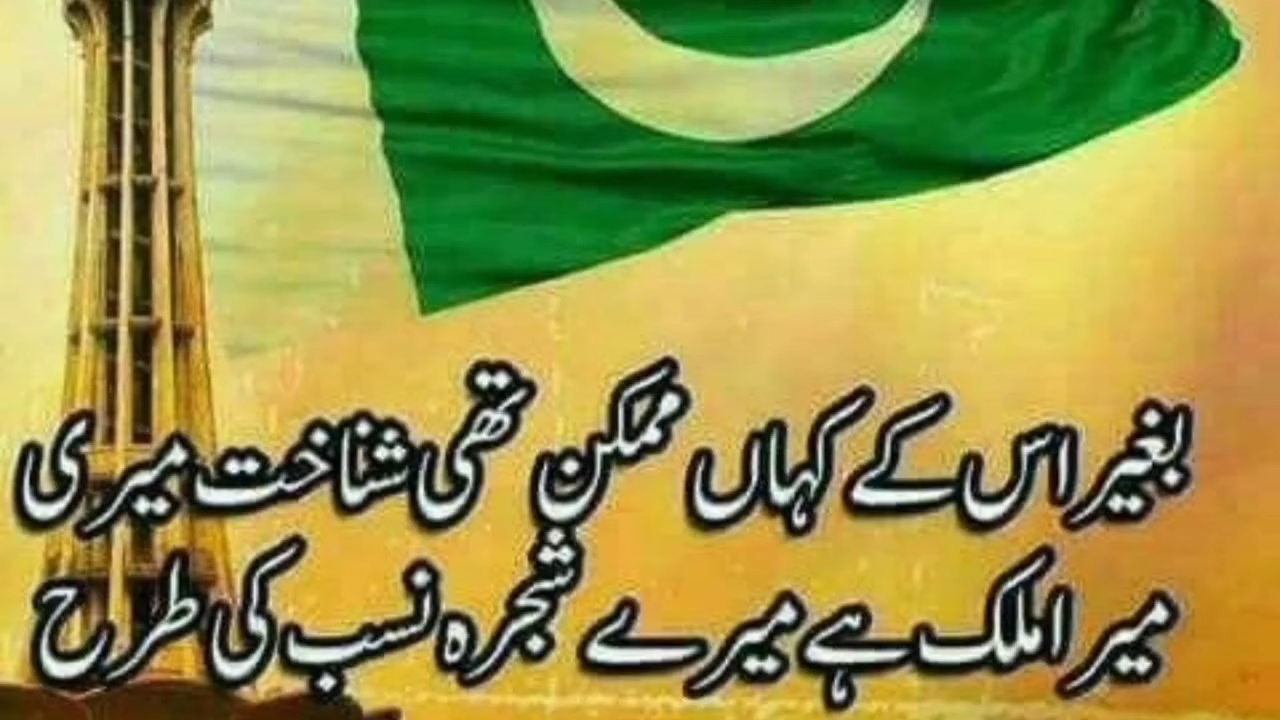 بغیر اس کے کہاں ممکن تھی شناخت میری
میرا ملک ہے میرے شجرہ نسب کی طرح